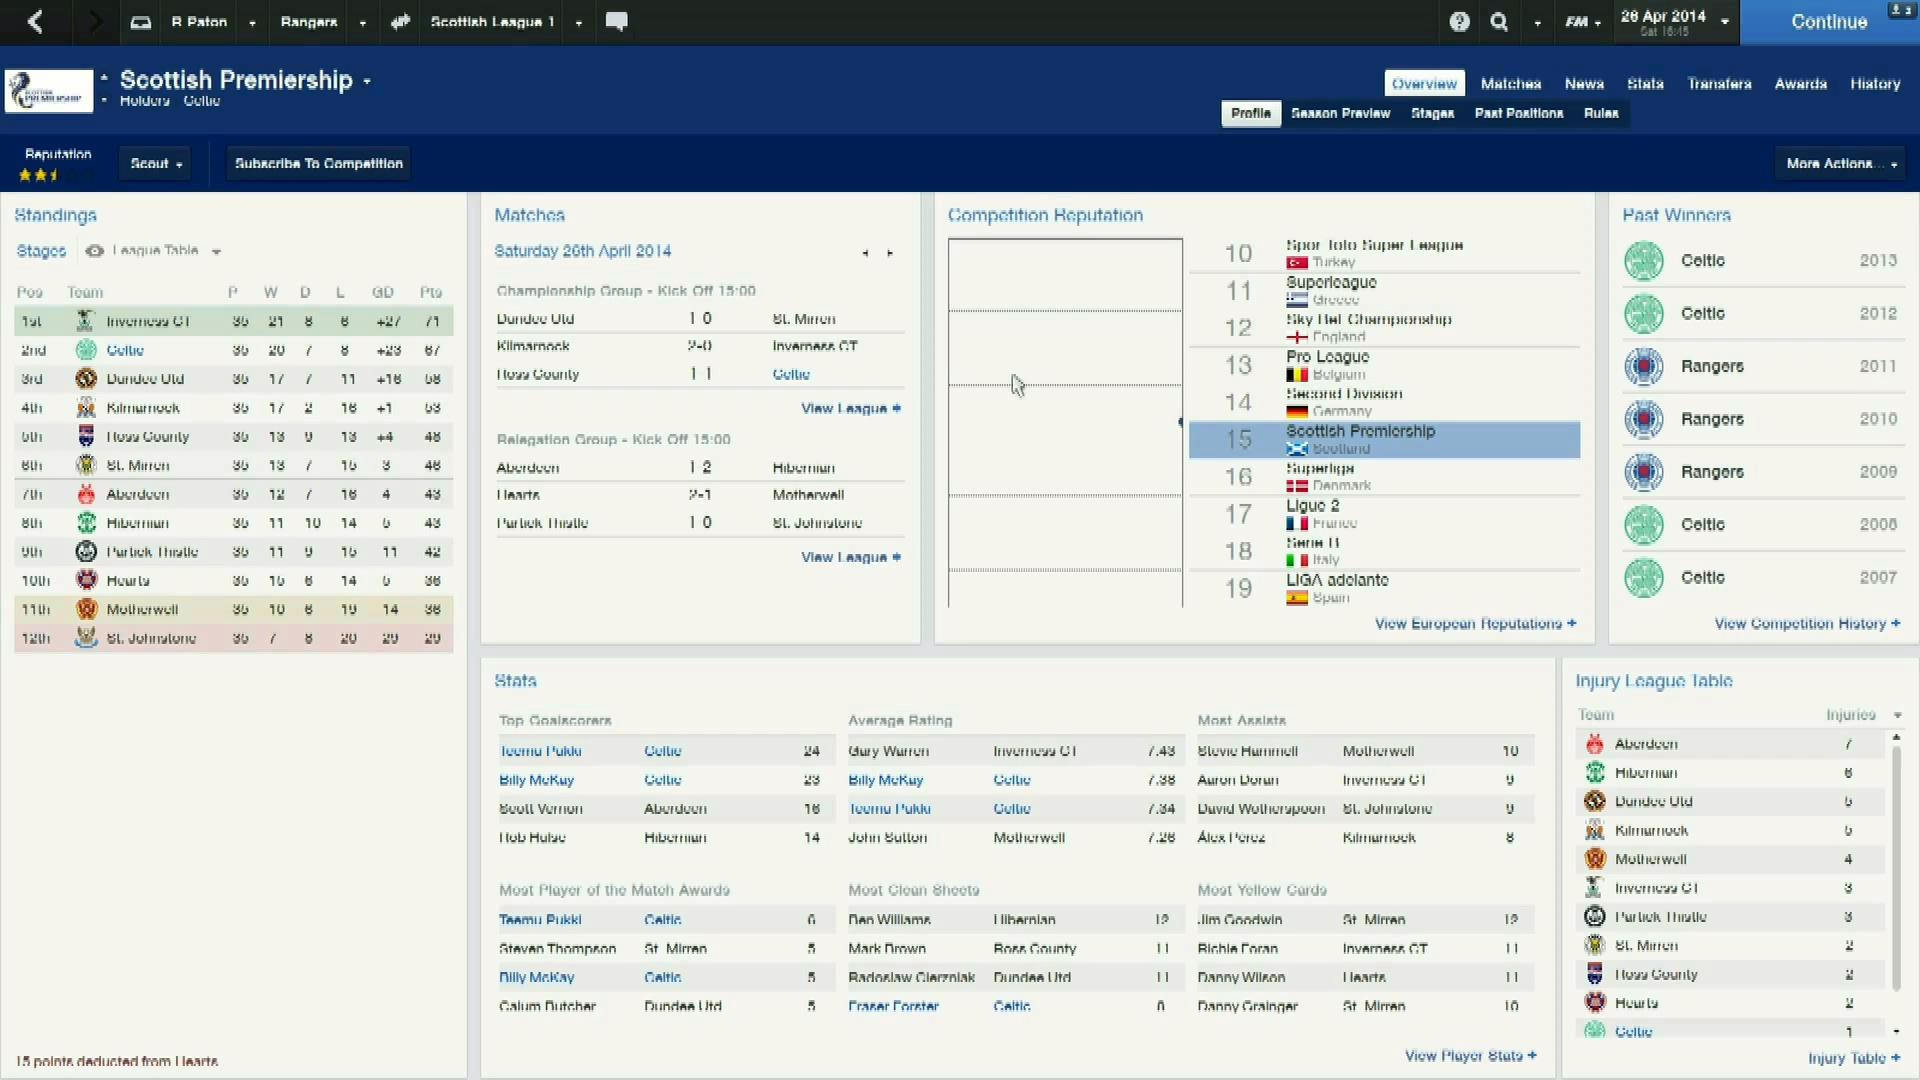 R Paton Rangers Scottish League 1 FM 26 Apr 2014 Continue 3
Sat 16:45
Scottish Premiership
Holders Celtic
Overview Matches News Stats Transfers Awards History
Profile Season Preview Stages Past Positions Rules
Reputation Scout Subscribe To Competition More Actions...
Standings
Stages League Table
Pos Team P W D L GD Pts
1st Inverness CT 35 21 8 6 +27 71
2nd Celtic 35 20 7 8 +23 67
3rd Dundee Utd 35 17 7 11 +16 58
4th Kilmarnock 35 17 2 16 +1 53
5th Ross County 35 13 9 13 +4 48
6th St. Mirren 35 13 7 15 3 46
7th Aberdeen 35 12 7 16 4 43
8th Hibernian 35 11 10 14 5 43
9th Partick Thistle 35 11 9 15 11 42
10th Hearts 35 15 6 14 5 36
11th Motherwell 35 10 6 19 14 36
12th St. Johnstone 35 7 8 20 29 29
15 points deducted from Hearts
Matches
Saturday 26th April 2014
Championship Group - Kick Off 15:00
Dundee Utd 1 0 St. Mirren
Kilmarnock 2-0 Inverness CT
Ross County 1 1 Celtic
View League +
Relegation Group - Kick Off 15:00
Aberdeen 1 2 Hibernian
Hearts 2-1 Motherwell
Partick Thistle 1 0 St. Johnstone
View League +
Competition Reputation
10 Spor Toto Super League
Turkey
11 Superleague
Greece
12 Sky Bet Championship
England
13 Pro League
Belgium
14 Second Division
Germany
15 Scottish Premiership
Scotland
16 Superliga
Denmark
17 Ligue 2
France
18 Serie B
Italy
19 LIGA adelante
Spain
View European Reputations +
Past Winners
Celtic 2013
Celtic 2012
Rangers 2011
Rangers 2010
Rangers 2009
Celtic 2008
Celtic 2007
View Competition History +
Stats
Top Goalscorers
Teemu Pukki Celtic 24
Billy McKay Celtic 23
Scott Vernon Aberdeen 16
Rob Hulse Hibernian 14
Average Rating
Gary Warren Inverness CT 7.43
Billy McKay Celtic 7.38
Teemu Pukki Celtic 7.34
John Sutton Motherwell 7.26
Most Assists
Stevie Hammell Motherwell 10
Aaron Doran Inverness CT 9
David Wotherspoon St. Johnstone 9
Álex Pérez Kilmarnock 8
Most Player of the Match Awards
Teemu Pukki Celtic 6
Steven Thompson St. Mirren 5
Billy McKay Celtic 5
Calum Butcher Dundee Utd 5
Most Clean Sheets
Ben Williams Hibernian 12
Mark Brown Ross County 11
Radoslaw Cierzniak Dundee Utd 11
Fraser Forster Celtic
Most Yellow Cards
Jim Goodwin St. Mirren 12
Richie Foran Inverness CT 11
Danny Wilson Hearts 11
Danny Grainger St. Mirren 10
View Player Stats +
Injury League Table
Team Injuries
Aberdeen 7
Hibernian 6
Dundee Utd 5
Kilmarnock 5
Motherwell 4
Inverness CT 3
Partick Thistle 3
St. Mirren 2
Ross County 2
Hearts 2
Celtic 1
Injury Table +